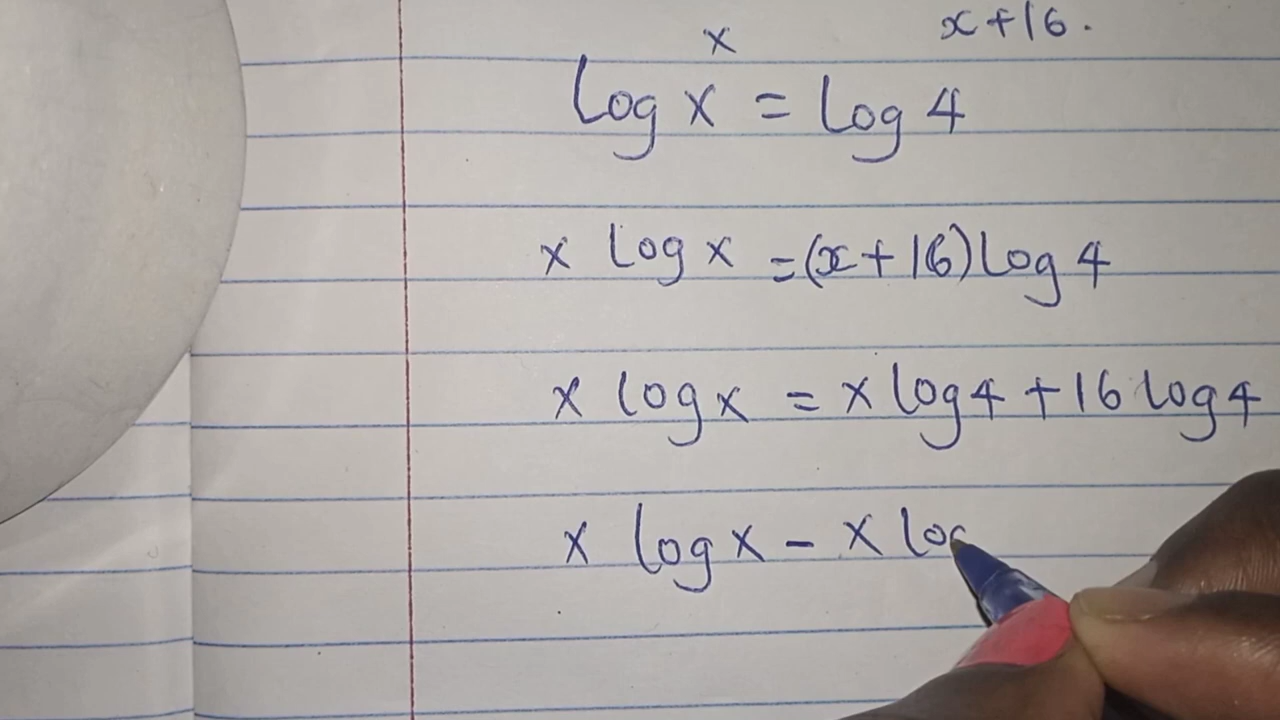 log x^x = log 4^x+16.
x log x = (x+16) log 4
x log x = x log 4 + 16 log 4
x log x - x lo